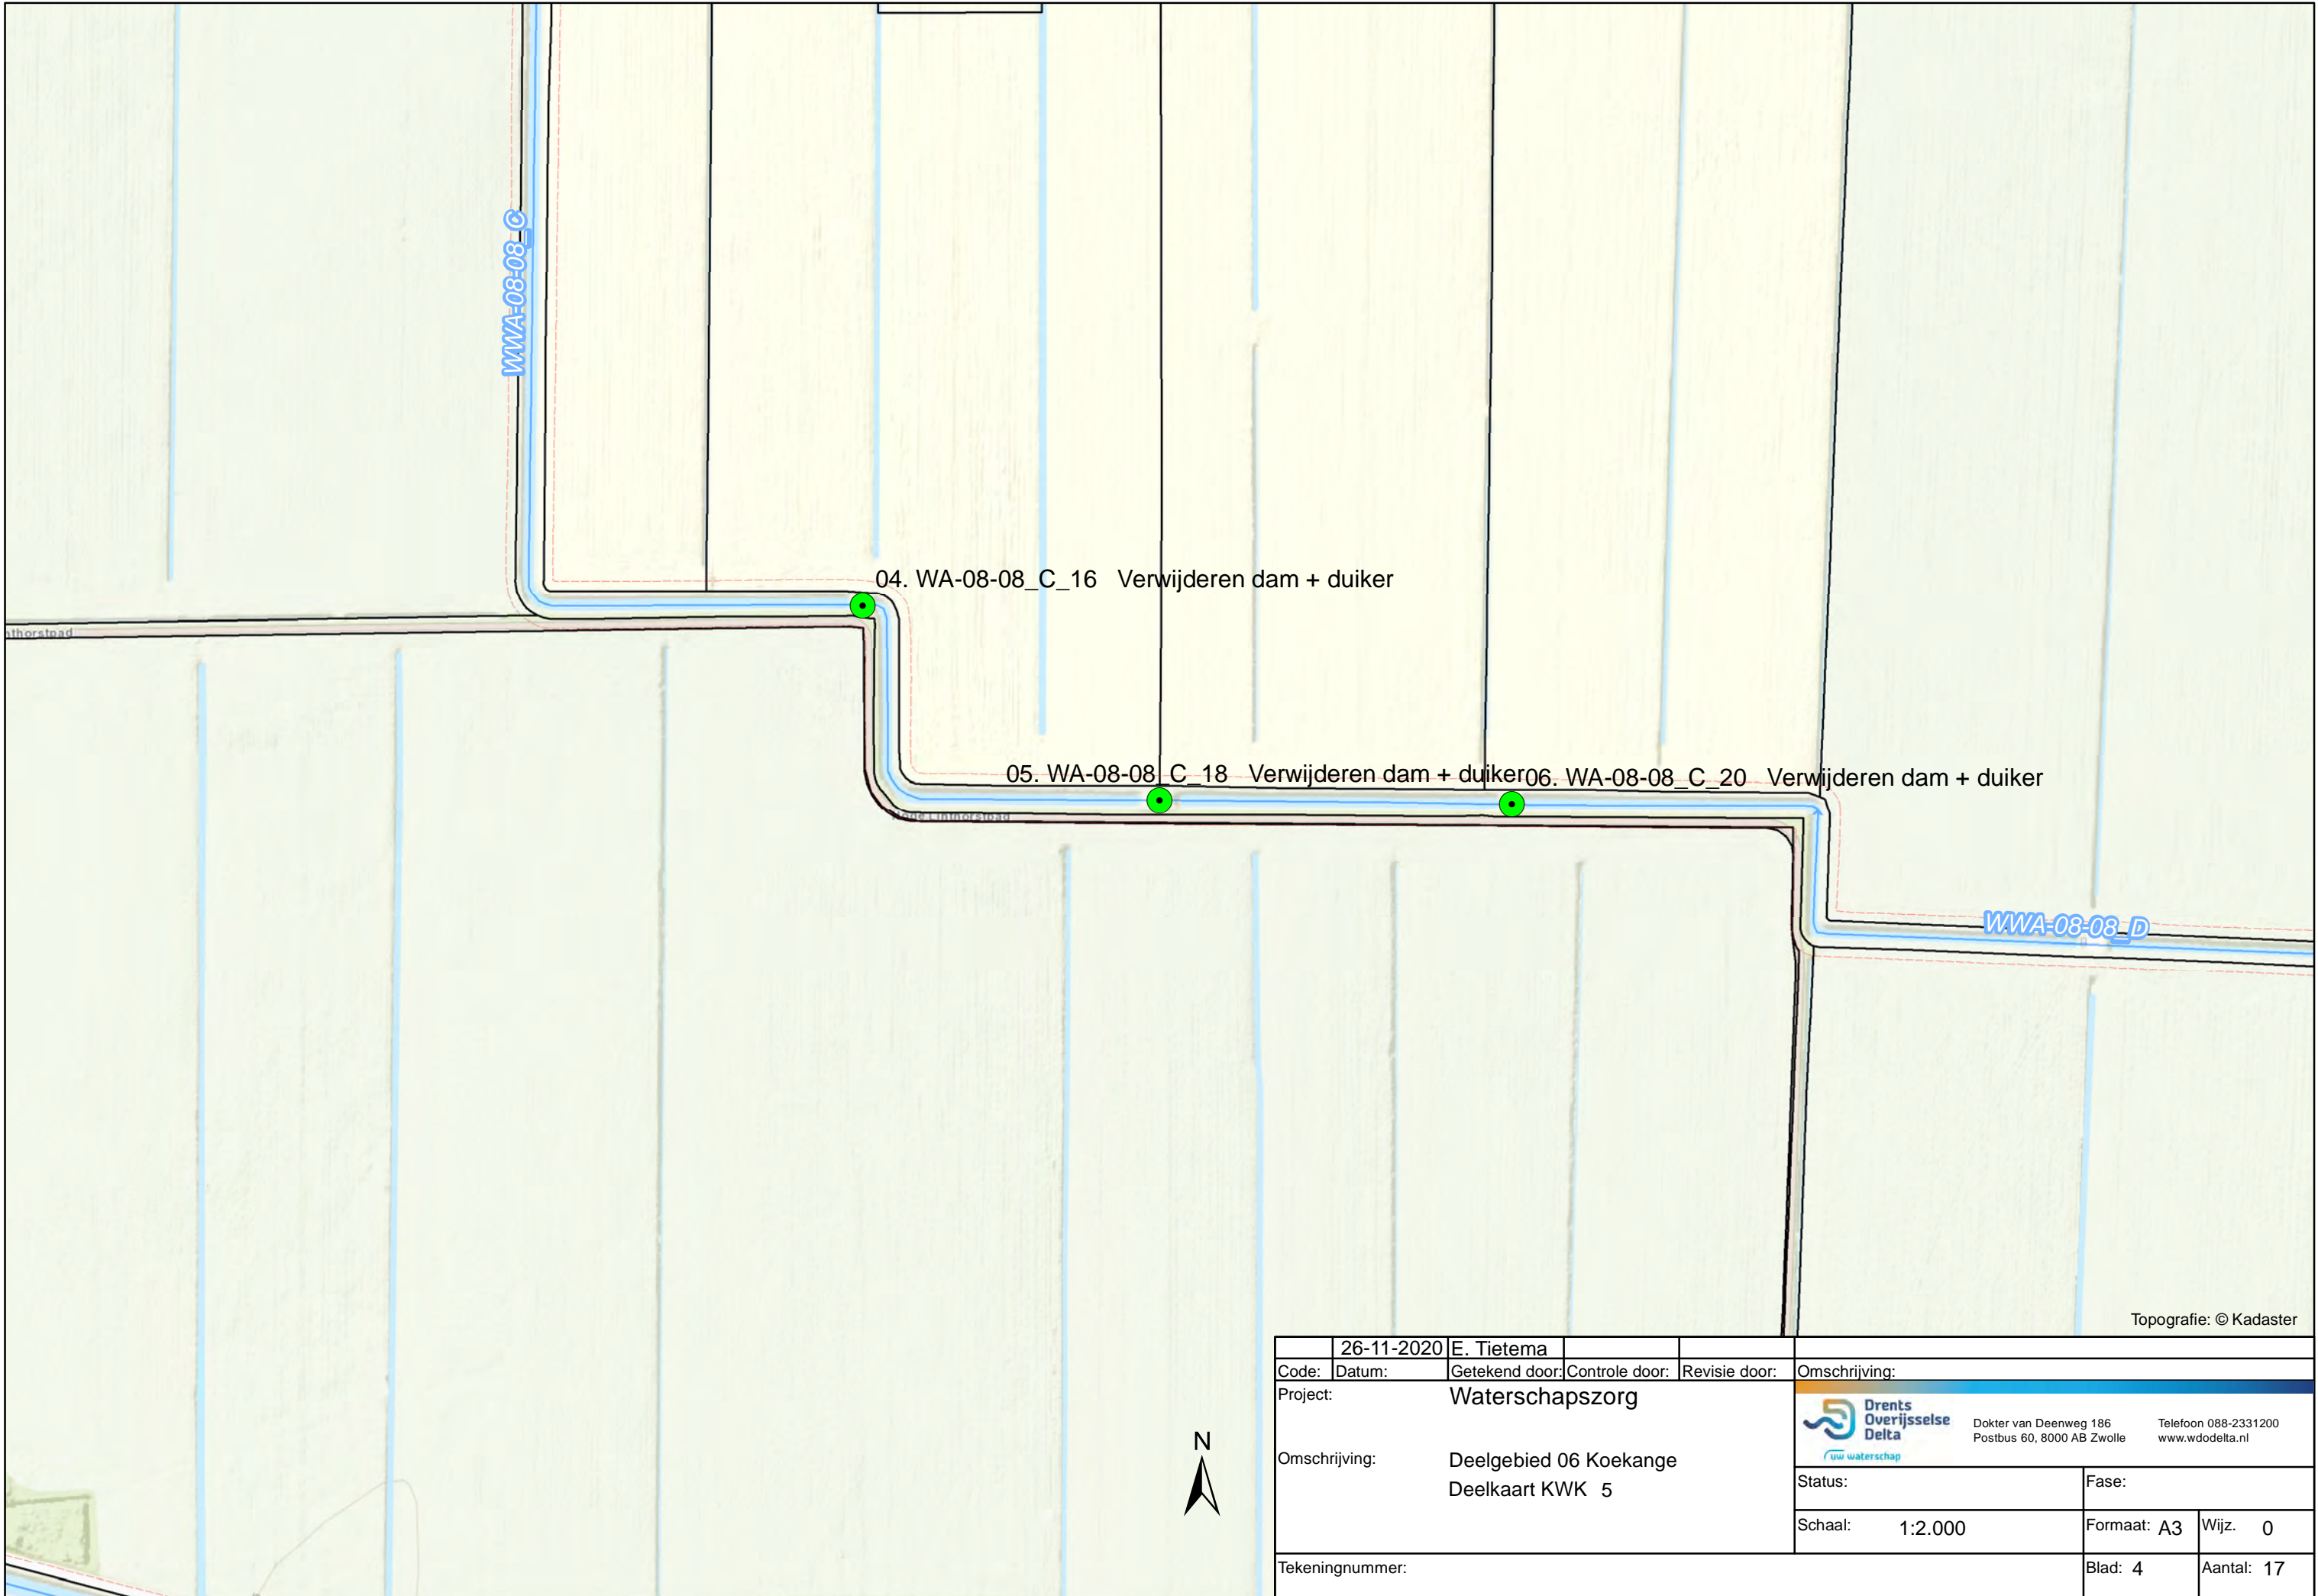 WWA-08-08_C
04. WA-08-08_C_16 Verwijderen dam + duiker
nthorstpad
05. WA-08-08_C_18 Verwijderen dam + duiker
06. WA-08-08_C_20 Verwijderen dam + duiker
WWA-08-08_D
Topografie: © Kadaster
N
26-11-2020 E. Tietema
Code: Datum: Getekend door: Controle door: Revisie door: Omschrijving:
Project: Waterschapszorg
Omschrijving: Deelgebied 06 Koekange
Deelkaart KWK 5
Drents
Overijsselse
Delta
uw waterschap
Dokter van Deenweg 186
Postbus 60, 8000 AB Zwolle
Telefoon 088-2331200
www.wdodelta.nl
Status: Fase:
Schaal: 1:2.000 Formaat: A3 Wijz. 0
Tekeningnummer: Blad: 4 Aantal: 17